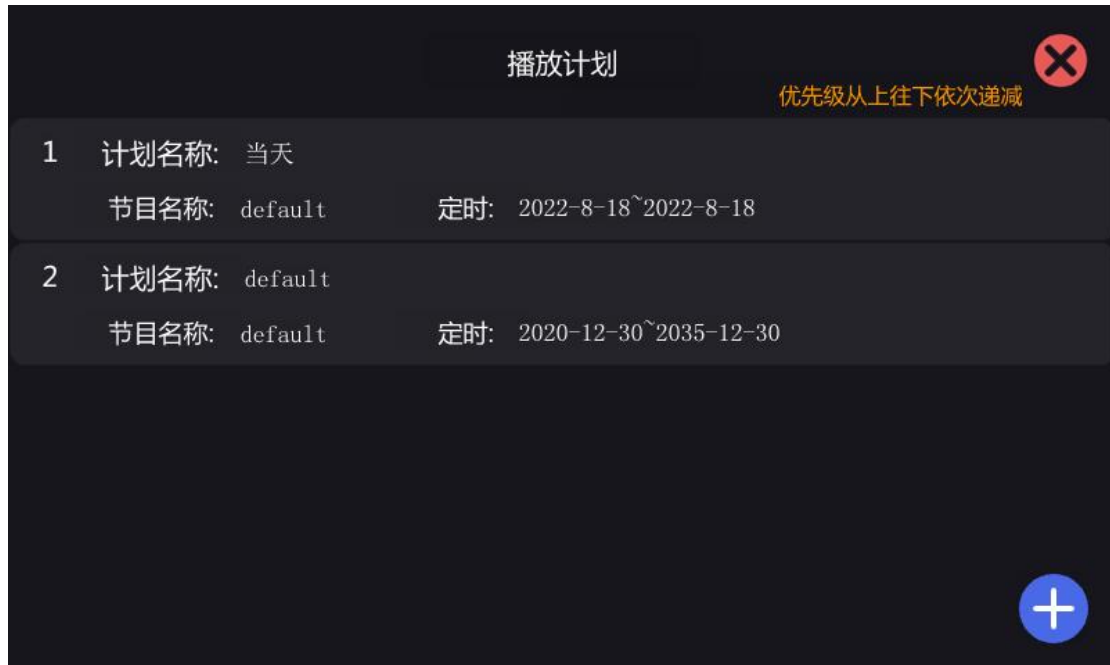 播放计划
优先级从上往下依次递减
1 计划名称: 当天
节目名称: default 定时: 2022-8-18~2022-8-18
2 计划名称: default
节目名称: default 定时: 2020-12-30~2035-12-30